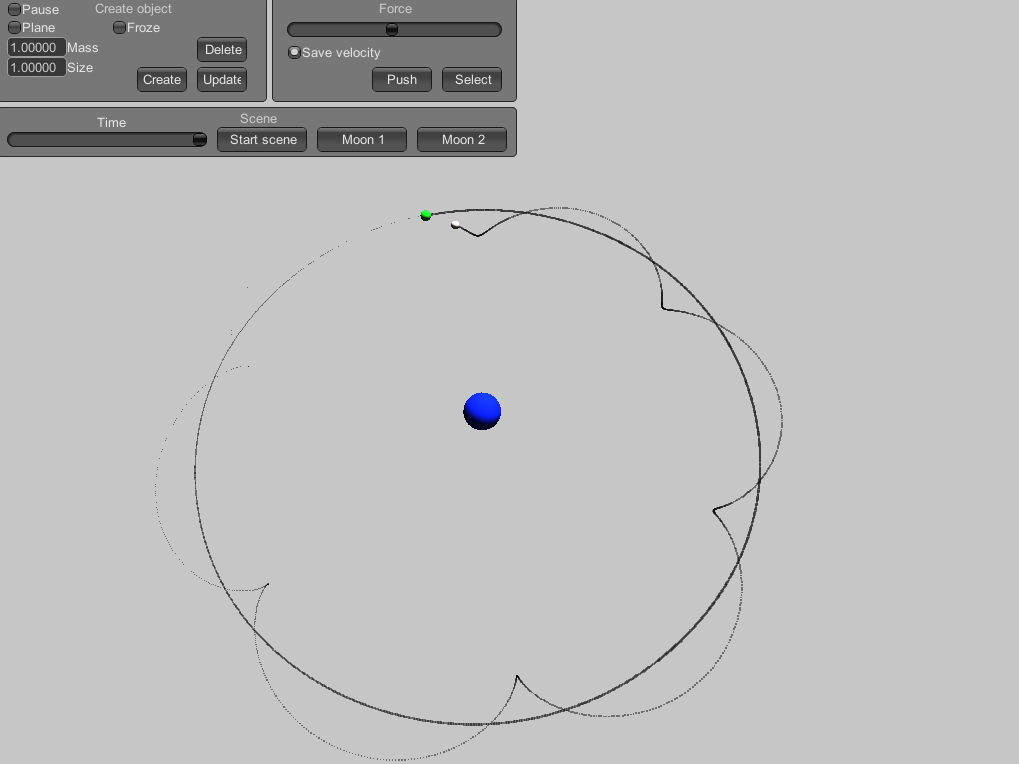 Pause
Create object
Plane
Froze
1.00000 Mass
Delete
1.00000 Size
Create
Update
Force
Save velocity
Push
Select
Time
Scene
Start scene
Moon 1
Moon 2